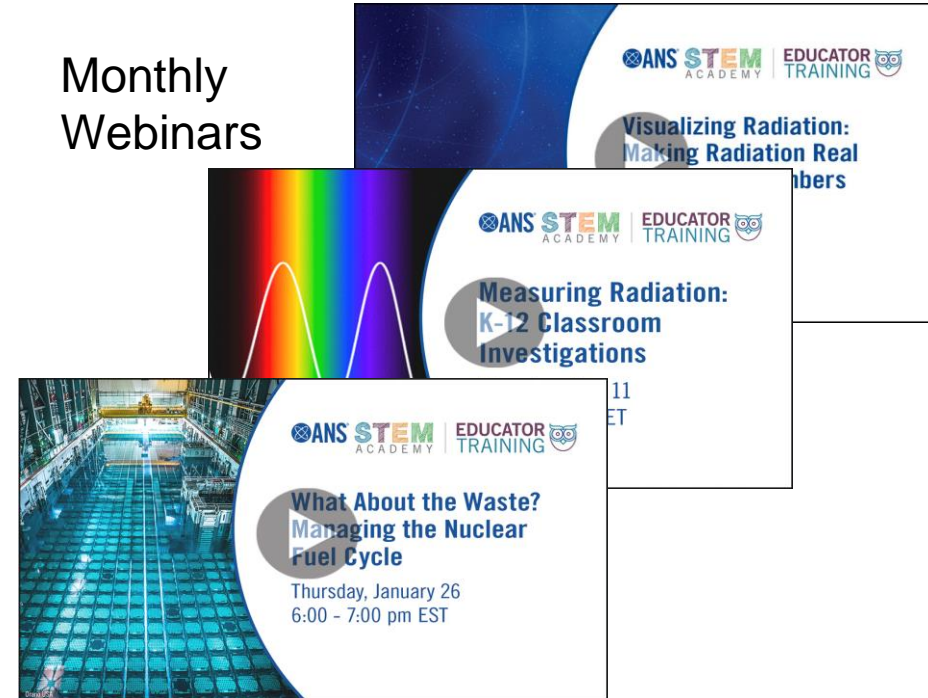 Monthly
Webinars
ANS STEM ACADEMY EDUCATOR TRAINING
Visualizing Radiation:
Making Radiation Real
ANS STEM ACADEMY EDUCATOR TRAINING
Measuring Radiation:
K-12 Classroom
Investigations
11
ET
ANS STEM ACADEMY EDUCATOR TRAINING
What About the Waste?
Managing the Nuclear
Fuel Cycle
Thursday, January 26
6:00 - 7:00 pm EST